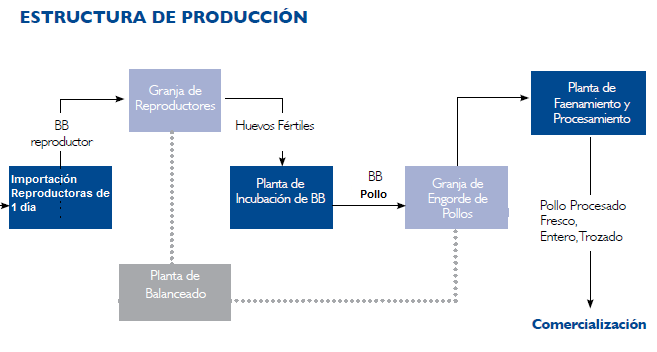 ESTRUCTURA DE PRODUCCIÓN
Granja de
Reproductores
BB
reproductor
Importación
Reproductoras de
1 día
Huevos Fértiles
Planta de
Incubación de BB
BB
Pollo
Granja de
Engorde de
Pollos
Planta de
Faenamiento y
Procesamiento
Pollo Procesado
Fresco,
Entero, Trozado
Comercialización
Planta de
Balanceado